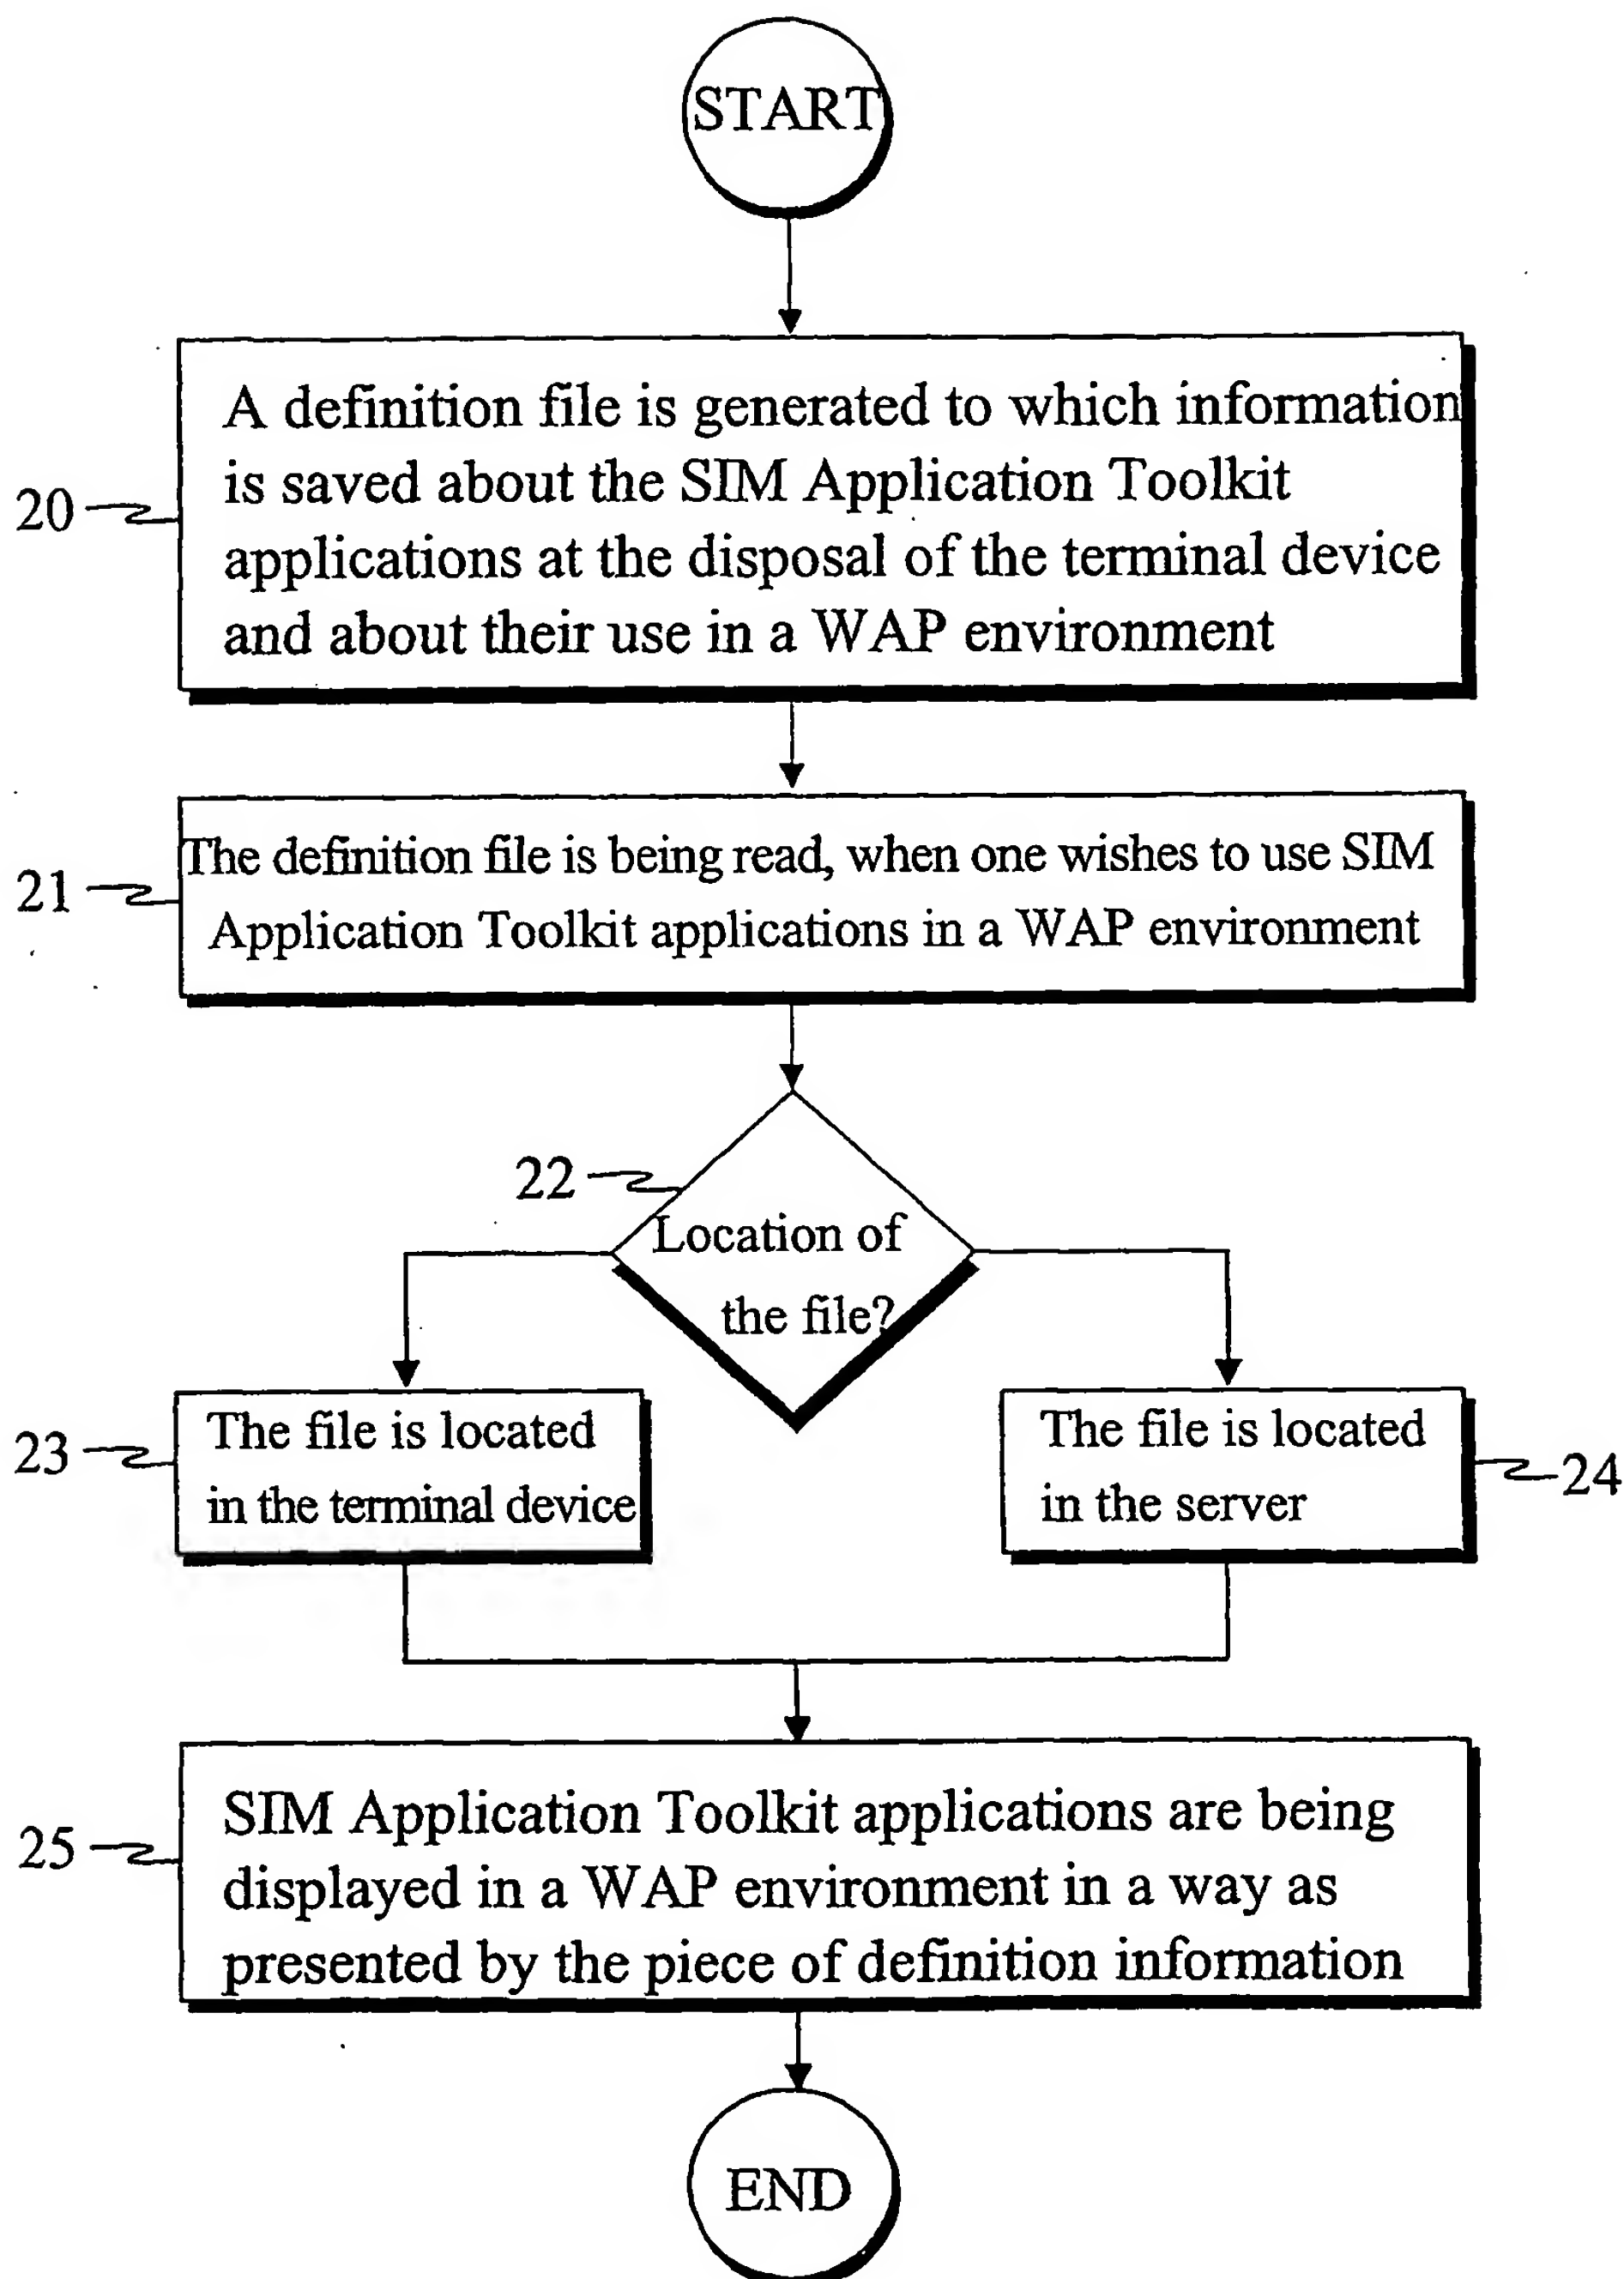 START
A definition file is generated to which information
is saved about the SIM Application Toolkit
20
applications at the disposal of the terminal device
and about their use in a WAP environment
The definition file is being read, when one wishes to use SIM
21
Application Toolkit applications in a WAP environment
22
Location of
the file?
23
The file is located
in the terminal device
The file is located
in the server
24
SIM Application Toolkit applications are being
25
displayed in a WAP environment in a way as
presented by the piece of definition information
END